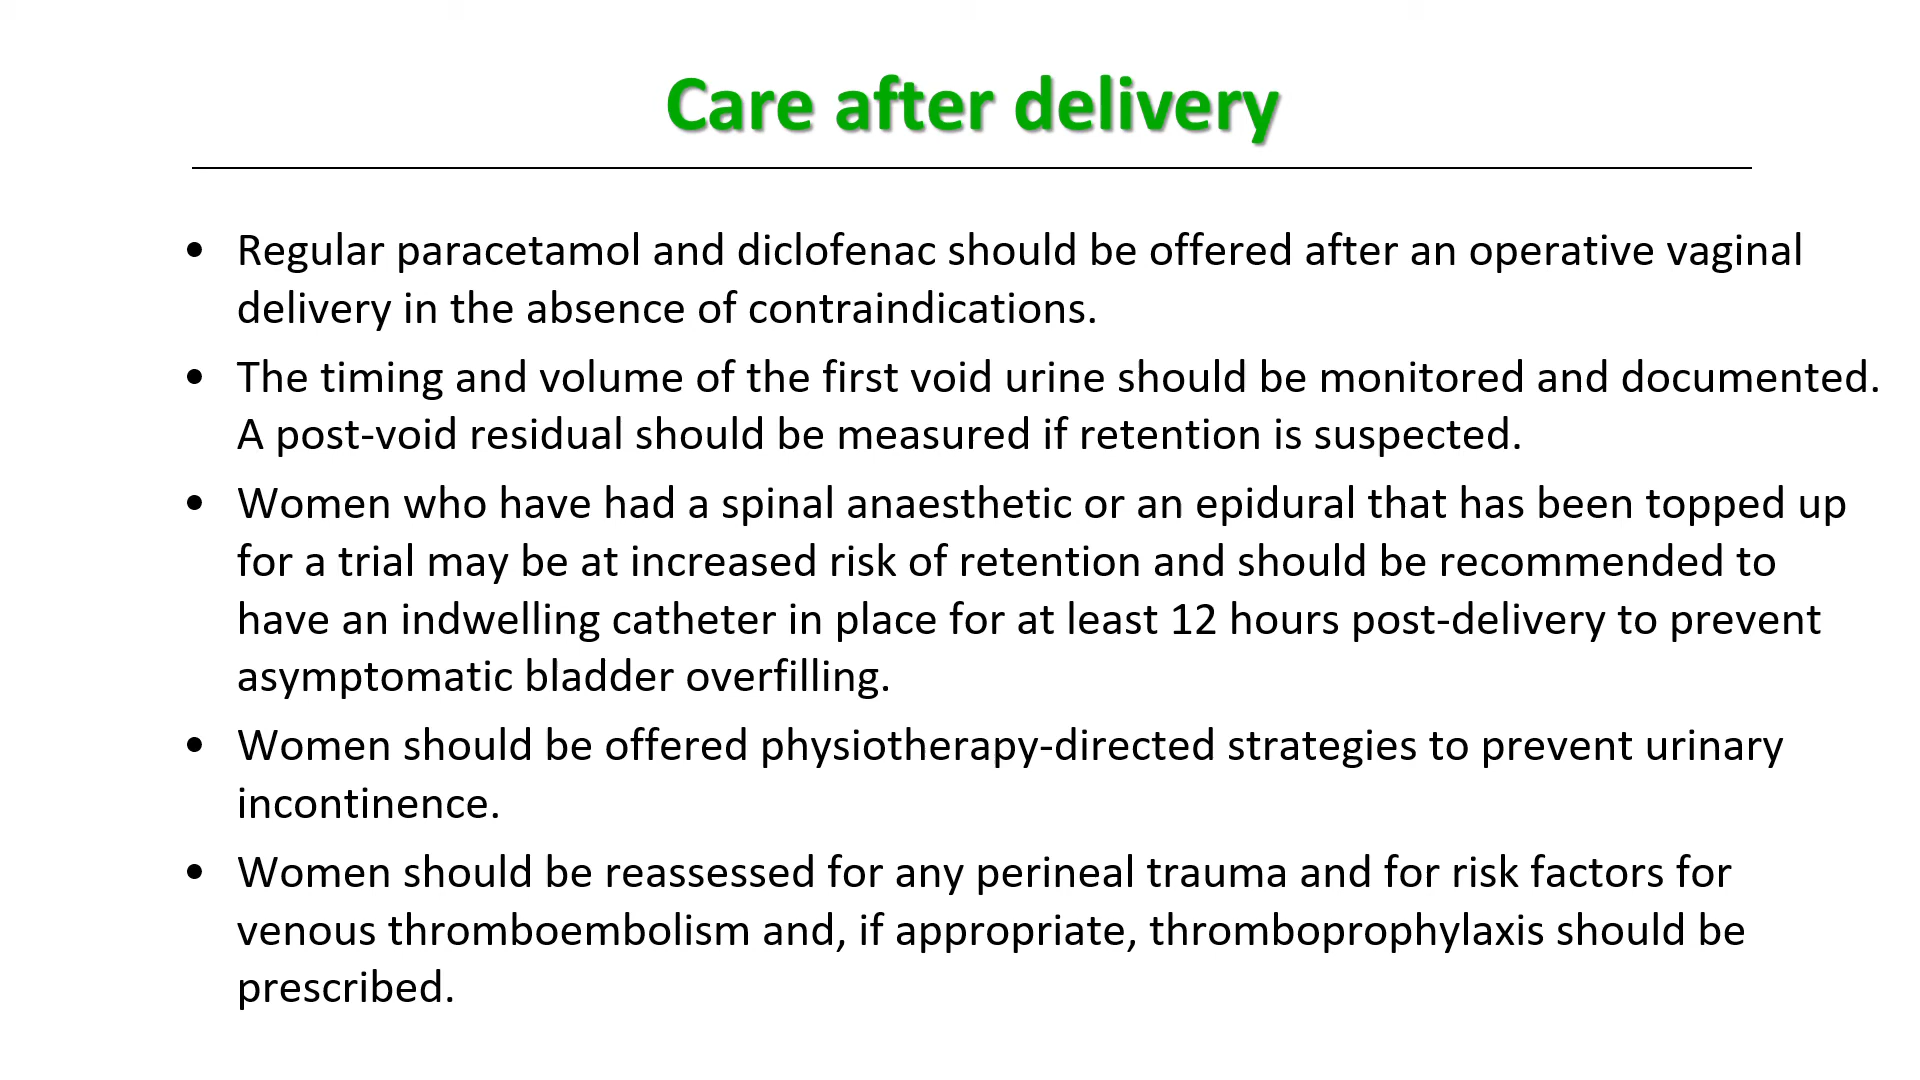 Care after delivery
• Regular paracetamol and diclofenac should be offered after an operative vaginal
delivery in the absence of contraindications.
• The timing and volume of the first void urine should be monitored and documented.
A post-void residual should be measured if retention is suspected.
• Women who have had a spinal anaesthetic or an epidural that has been topped up
for a trial may be at increased risk of retention and should be recommended to
have an indwelling catheter in place for at least 12 hours post-delivery to prevent
asymptomatic bladder overfilling.
• Women should be offered physiotherapy-directed strategies to prevent urinary
incontinence.
• Women should be reassessed for any perineal trauma and for risk factors for
venous thromboembolism and, if appropriate, thromboprophylaxis should be
prescribed.